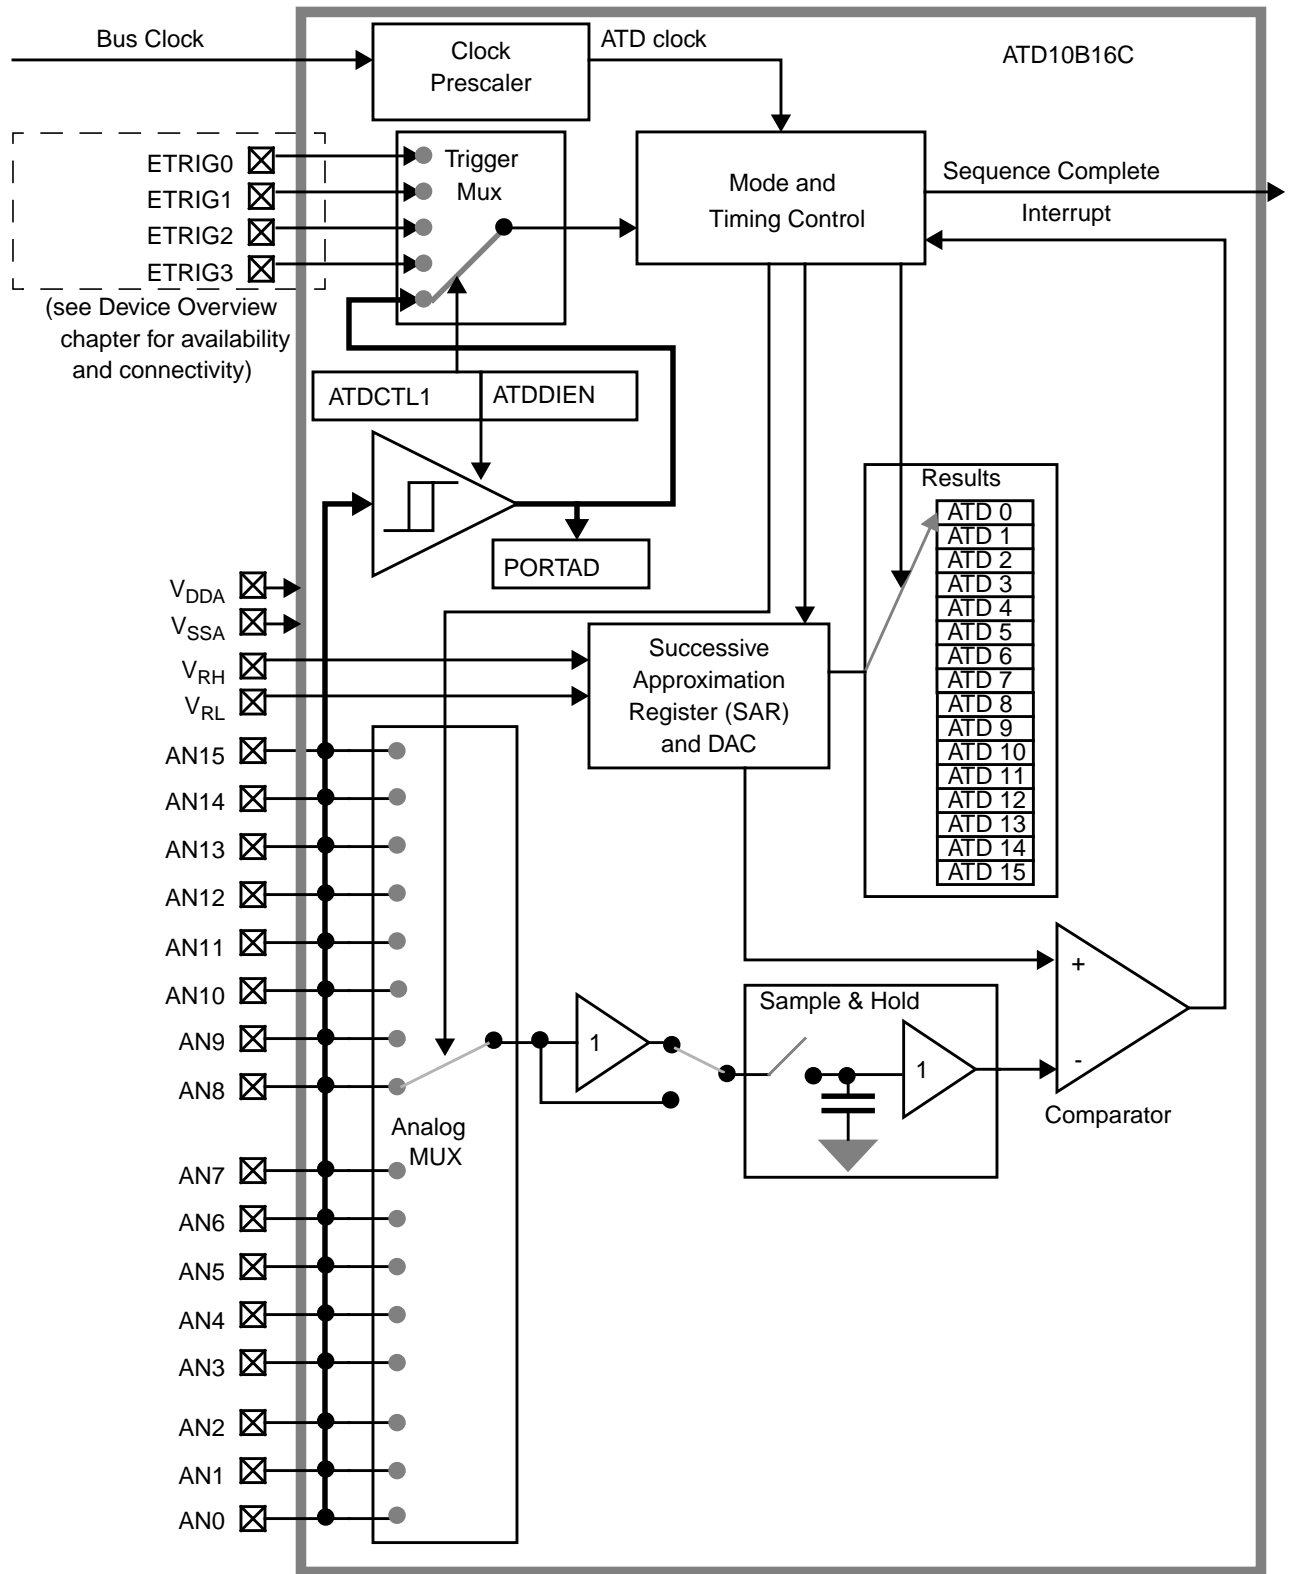 Bus Clock
Clock
Prescaler
ATD clock
ATD10B16C
ETRIG0
ETRIG1
ETRIG2
ETRIG3
(see Device Overview
chapter for availability
and connectivity)
Trigger
Mux
Mode and
Timing Control
Sequence Complete
Interrupt
ATDCTL1
ATDDIEN
PORTAD
Results
ATD 0
ATD 1
ATD 2
ATD 3
ATD 4
ATD 5
ATD 6
ATD 7
ATD 8
ATD 9
ATD 10
ATD 11
ATD 12
ATD 13
ATD 14
ATD 15
VDDA
VSSA
VRH
VRL
Successive
Approximation
Register (SAR)
and DAC
AN15
AN14
AN13
AN12
AN11
AN10
AN9
AN8
AN7
AN6
AN5
AN4
AN3
AN2
AN1
AN0
Analog
MUX
1
Sample & Hold
1
+
-
Comparator